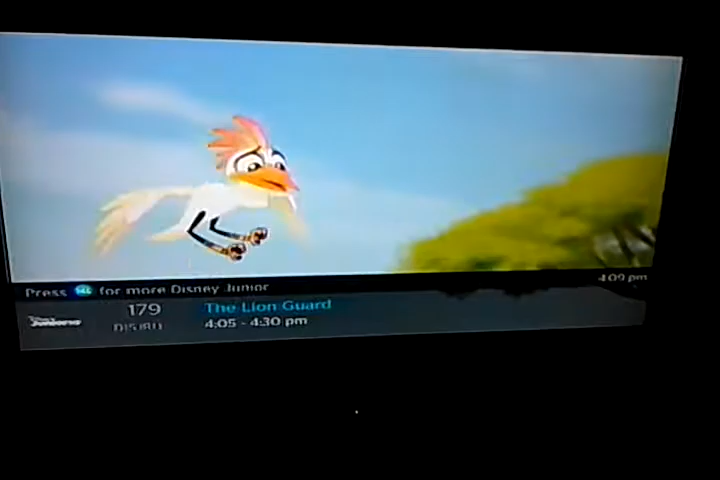 Press for more Disney Junior
4:09 pm
179
The Lion Guard
4:05 - 4:30 pm